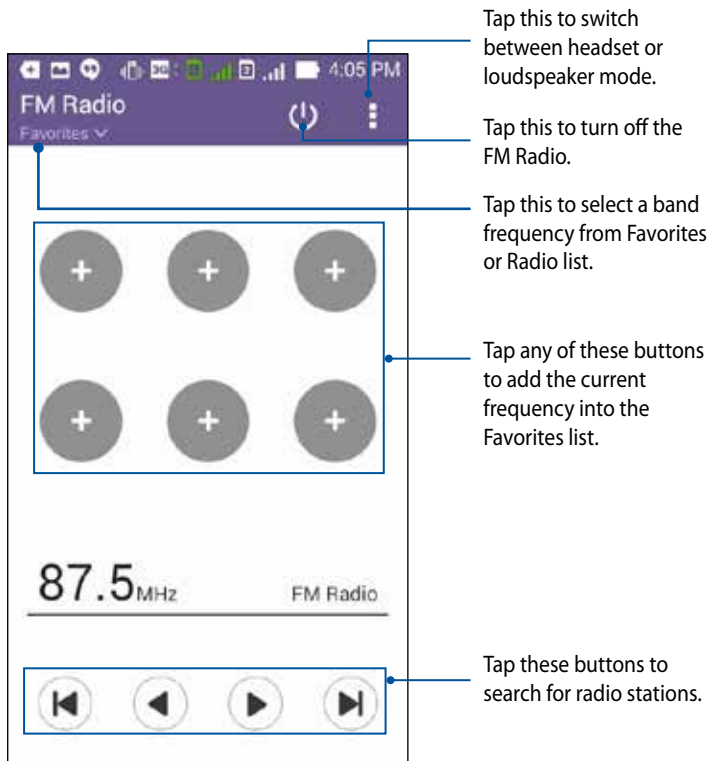 Tap this to switch
between headset or
loudspeaker mode.
4:05 PM
FM Radio
Favorites
Tap this to turn off the
FM Radio.
Tap this to select a band
frequency from Favorites
or Radio list.
Tap any of these buttons
to add the current
frequency into the
Favorites list.
87.5MHz
FM Radio
Tap these buttons to
search for radio stations.